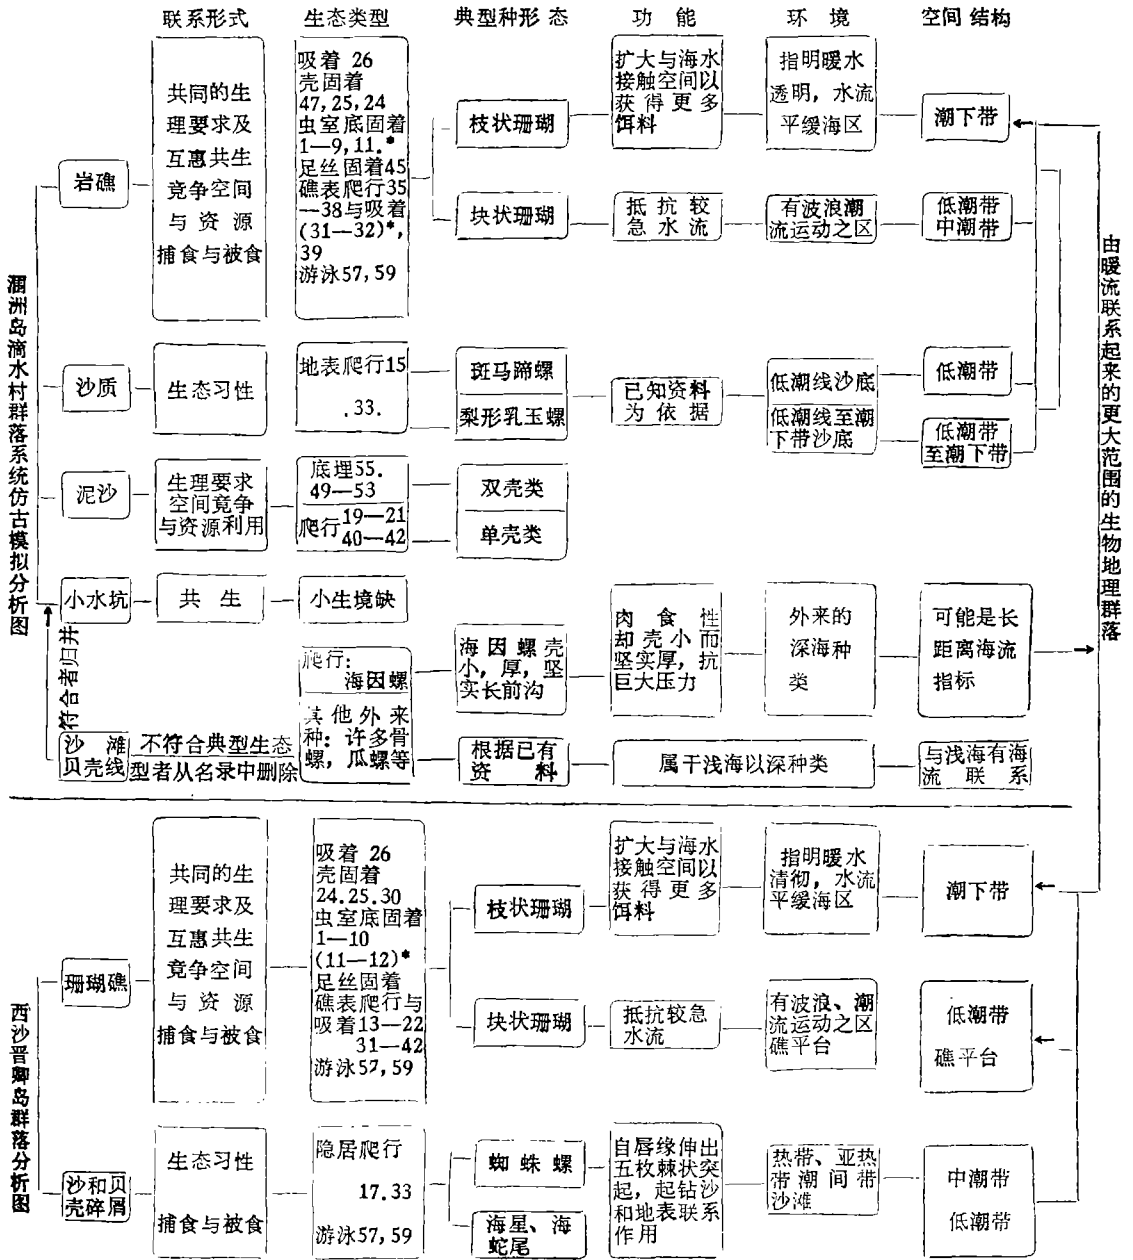 联系形式 生态类型 典型种形态 功能 环境 空间结构
涠洲岛滴水村群落系统仿古模拟分析图
岩礁
共同的生
理要求及
互惠共生
竞争空间
与资源
捕食与被食
吸着 26
壳固着
47,25,24
虫室底固着
1—9,11.*
足丝固着45
礁表爬行35
—38与吸着
(31—32)*,
39
游泳57,59
枝状珊瑚
扩大与海水
接触空间以
获得更多
饵料
指明暖水
透明，水流
平缓海区
潮下带
块状珊瑚
抵抗较
急水流
有波浪潮
流运动之区
低潮带
中潮带
沙质
生态习性
地表爬行15
.33.
斑马蹄螺
梨形乳玉螺
已知资料
为依据
低潮线沙底
低潮线至潮
下带沙底
低潮带
低潮带
至潮下带
泥沙
生理要求
空间竞争
与资源利用
底埋55.
49—53
爬行19—21
40—42
双壳类
单壳类
小水坑
共生
小生境缺
符合者归并
爬行：
海因螺
海因螺壳
小，厚，坚
实长前沟
肉食性
却壳小而
坚实厚，抗
巨大压力
外来的
深海种
类
可能是长
距离海流
指标
沙滩
贝壳线
不符合典型生态
型者从名录中删除
其他外来
种：许多骨
螺，瓜螺等
根据已有
资料
属于浅海以深种类
与浅海有海
流联系
由暖流联系起来的更大范围的生物地理群落
西沙晋卿岛群落分析图
珊瑚礁
共同的生
理要求及
互惠共生
竞争空间
与资源
捕食与被食
吸着 26
壳固着
24.25.30
虫室底固着
1—10
(11—12)*
足丝固着
礁表爬行与
吸着13—22
31—42
游泳57,59
枝状珊瑚
扩大与海水
接触空间以
获得更多
饵料
指明暖水
清彻，水流
平缓海区
潮下带
块状珊瑚
抵抗较急
水流
有波浪、潮
流运动之区
礁平台
低潮带
礁平台
沙和贝
壳碎屑
生态习性
捕食与被食
隐居爬行
17.33
游泳57,59
蜘蛛螺
海星、海
蛇尾
自唇缘伸出
五枚棘状突
起，起钻沙
和地表联系
作用
热带、亚热
带潮间带
沙滩
中潮带
低潮带